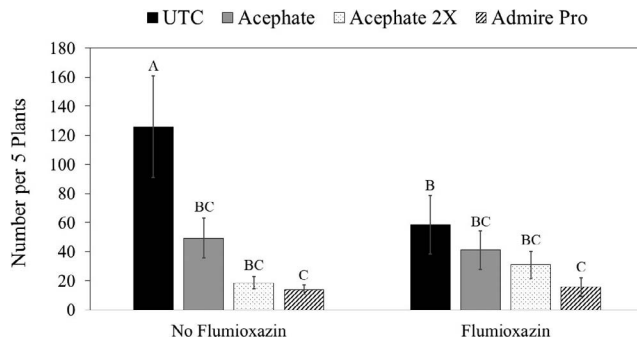 UTC Acephate Acephate 2X Admire Pro
Number per 5 Plants
180
160
140
120
100
80
60
40
20
0
A
BC
BC
C
B
BC
BC
C
No Flumioxazin Flumioxazin